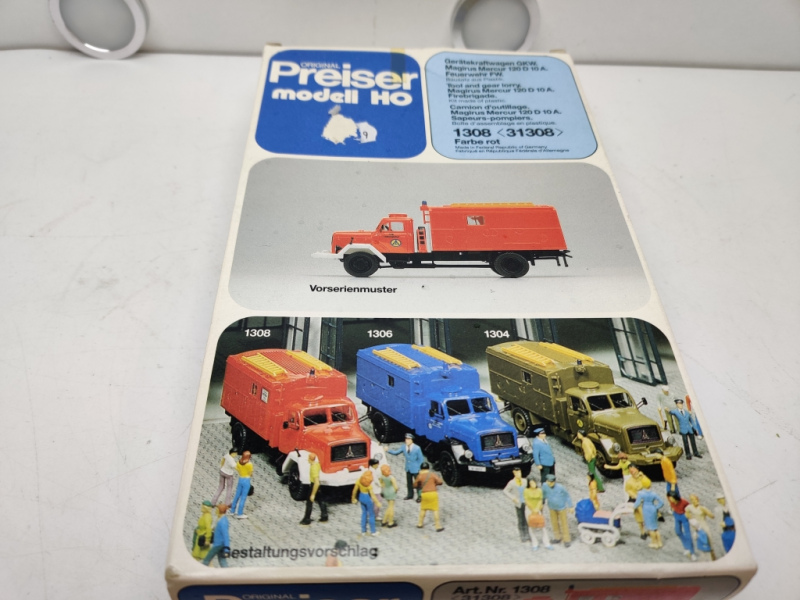 ORIGINAL
Preiser
modell HO
Gerätekraftwagen GKW.
Magirus Mercur 120 D 10 A.
Feuerwehr FW.
Bausatz aus Plastik.
Tool and gear lorry.
Magirus Mercur 120 D 10 A.
Firebrigade.
Kit made of plastic.
Camion d'outillage.
Magirus Mercur 120 D 10 A.
Sapeurs-pompiers.
Boîte d'assemblage en plastique.
1308 <31308>
Farbe rot
Made in Federal Republic of Germany
Fabriqué en République Fédérale d'Allemagne
Vorserienmuster
1308
1306
1304
Gestaltungsvorschlag
ORIGINAL
Preiser
Art. Nr. 1308
<31308>